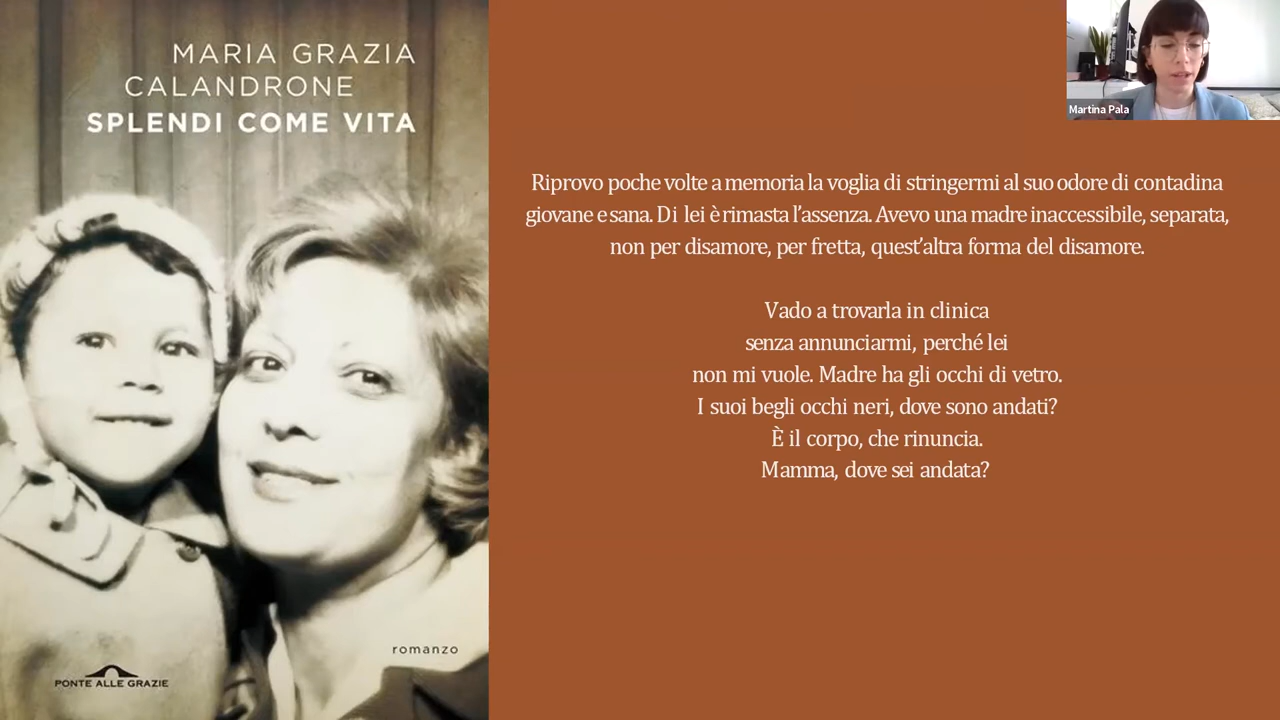 MARIA GRAZIA
CALANDRONE
SPLENDI COME VITA
romanzo
PONTE ALLE GRAZIE
Martina Pala
Riprovo poche volte a memoria la voglia di stringermi al suo odore di contadina
giovane e sana. Di lei è rimasta l'assenza. Avevo una madre inaccessibile, separata,
non per disamore, per fretta, quest'altra forma del disamore.
Vado a trovarla in clinica
senza annunciarmi, perché lei
non mi vuole. Madre ha gli occhi di vetro.
I suoi begli occhi neri, dove sono andati?
È il corpo, che rinuncia.
Mamma, dove sei andata?